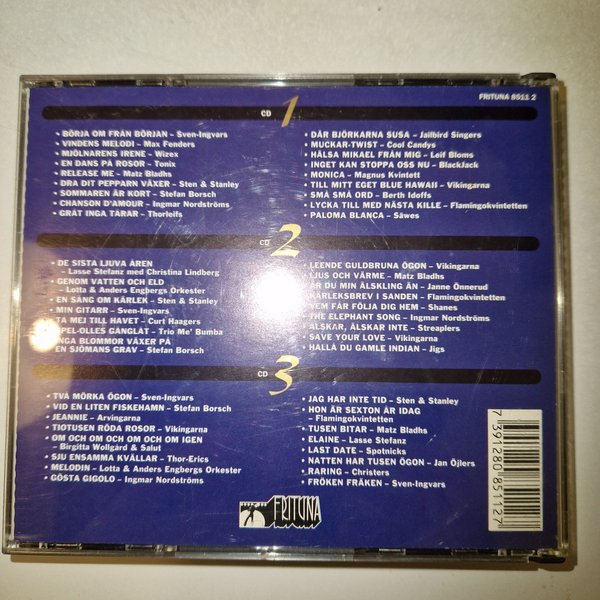 FRITUNA 8511 2
CD 1
• BÖRJA OM FRÅN BÖRJAN – Sven-Ingvars
• VINDENS MELODI – Max Fenders
• MJÖLNARENS IRENE – Wizex
• EN DANS PÅ ROSOR – Tonix
• RELEASE ME – Matz Bladhs
• DRA DIT PEPPARN VÄXER – Sten & Stanley
• SOMMAREN ÄR KORT – Stefan Borsch
• CHANSON D'AMOUR – Ingmar Nordströms
• GRÅT INGA TÅRAR – Thorleifs
• DÄR BJÖRKARNA SUSA – Jailbird Singers
• MUCKAR-TWIST – Cool Candys
• HÄLSA MIKAEL FRÅN MIG – Leif Bloms
• INGET KAN STOPPA OSS NU – BlackJack
• MONICA – Magnus Kvintett
• TILL MITT EGET BLUE HAWAII – Vikingarna
• SMÅ SMÅ ORD – Berth Idoffs
• LYCKA TILL MED NÄSTA KILLE – Flamingokvintetten
• PALOMA BLANCA – Säwes
CD 2
• DE SISTA LJUVA ÅREN
– Lasse Stefanz med Christina Lindberg
• GENOM VATTEN OCH ELD
– Lotta & Anders Engbergs Orkester
• EN SÅNG OM KÄRLEK – Sten & Stanley
• MIN GITARR – Sven-Ingvars
TA MEJ TILL HAVET – Curt Haagers
PEL-OLLES GÅNGLÅT – Trio Me' Bumba
NGA BLOMMOR VÄXER PÅ
EN SJÖMANS GRAV – Stefan Borsch
• LEENDE GULDBRUNA ÖGON – Vikingarna
• LJUS OCH VÄRME – Matz Bladhs
ÄR DU MIN ÄLSKLING ÄN – Janne Önnerud
KÄRLEKSBREV I SANDEN – Flamingokvintetten
VEM FÅR FÖLJA DIG HEM – Shanes
• THE ELEPHANT SONG – Ingmar Nordströms
• ÄLSKAR, ÄLSKAR INTE – Streaplers
• SAVE YOUR LOVE – Vikingarna
• HALLÅ DU GAMLE INDIAN – Jigs
CD 3
• TVÅ MÖRKA ÖGON – Sven-Ingvars
• VID EN LITEN FISKEHAMN – Stefan Borsch
• JEANNIE – Arvingarna
• TIOTUSEN RÖDA ROSOR – Vikingarna
• OM OCH OM OCH OM OCH OM IGEN
– Birgitta Wollgård & Salut
• SJU ENSAMMA KVÄLLAR – Thor-Erics
• MELODIN – Lotta & Anders Engbergs Orkester
• GÖSTA GIGOLO – Ingmar Nordströms
• JAG HAR INTE TID – Sten & Stanley
• HON ÄR SEXTON ÅR IDAG
– Flamingokvintetten
• TUSEN BITAR – Matz Bladhs
• ELAINE – Lasse Stefanz
• LAST DATE – Spotnicks
• NATTEN HAR TUSEN ÖGON – Jan Öjlers
• RARING – Christers
• FRÖKEN FRÄKEN – Sven-Ingvars
FRITUNA
7 391280 851127